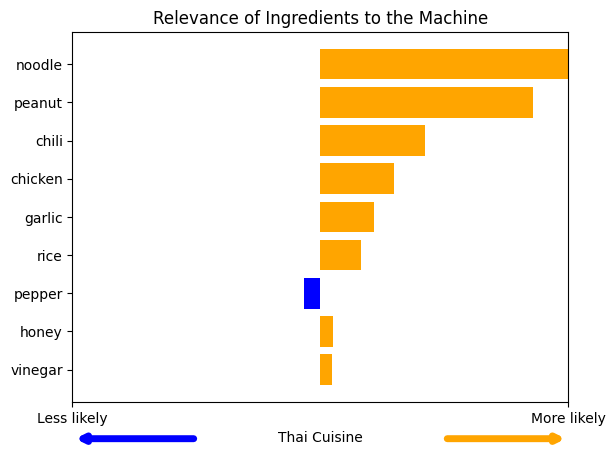 Relevance of Ingredients to the Machine
noodle
peanut
chili
chicken
garlic
rice
pepper
honey
vinegar
Less likely
More likely
Thai Cuisine